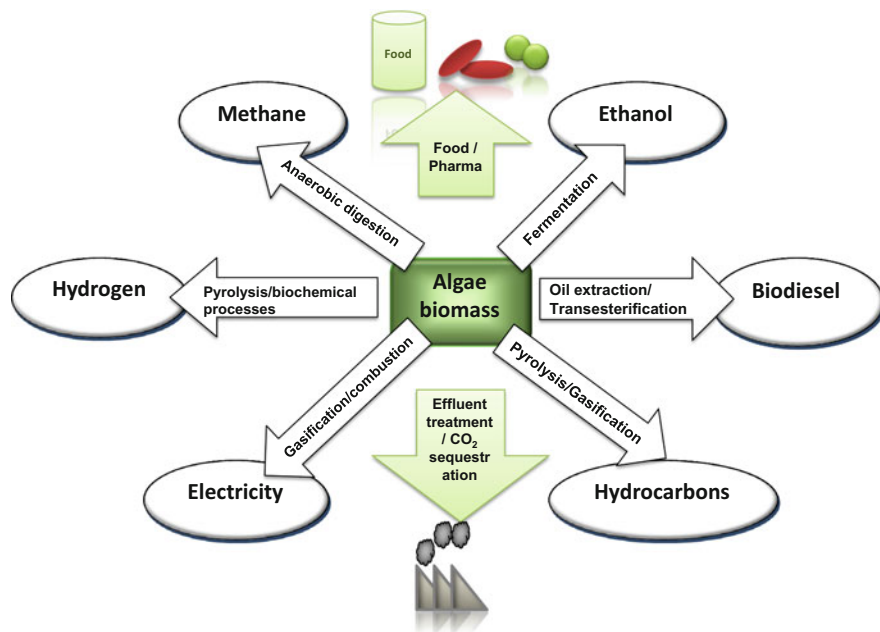 Food
Methane
Ethanol
Food /
Pharma
Anaerobic digestion
Fermentation
Hydrogen
Pyrolysis/biochemical
processes
Algae
biomass
Oil extraction/
Transesterification
Biodiesel
Gasification/combustion
Effluent
treatment
/ CO₂
sequestr
ation
Pyrolysis/Gasification
Electricity
Hydrocarbons